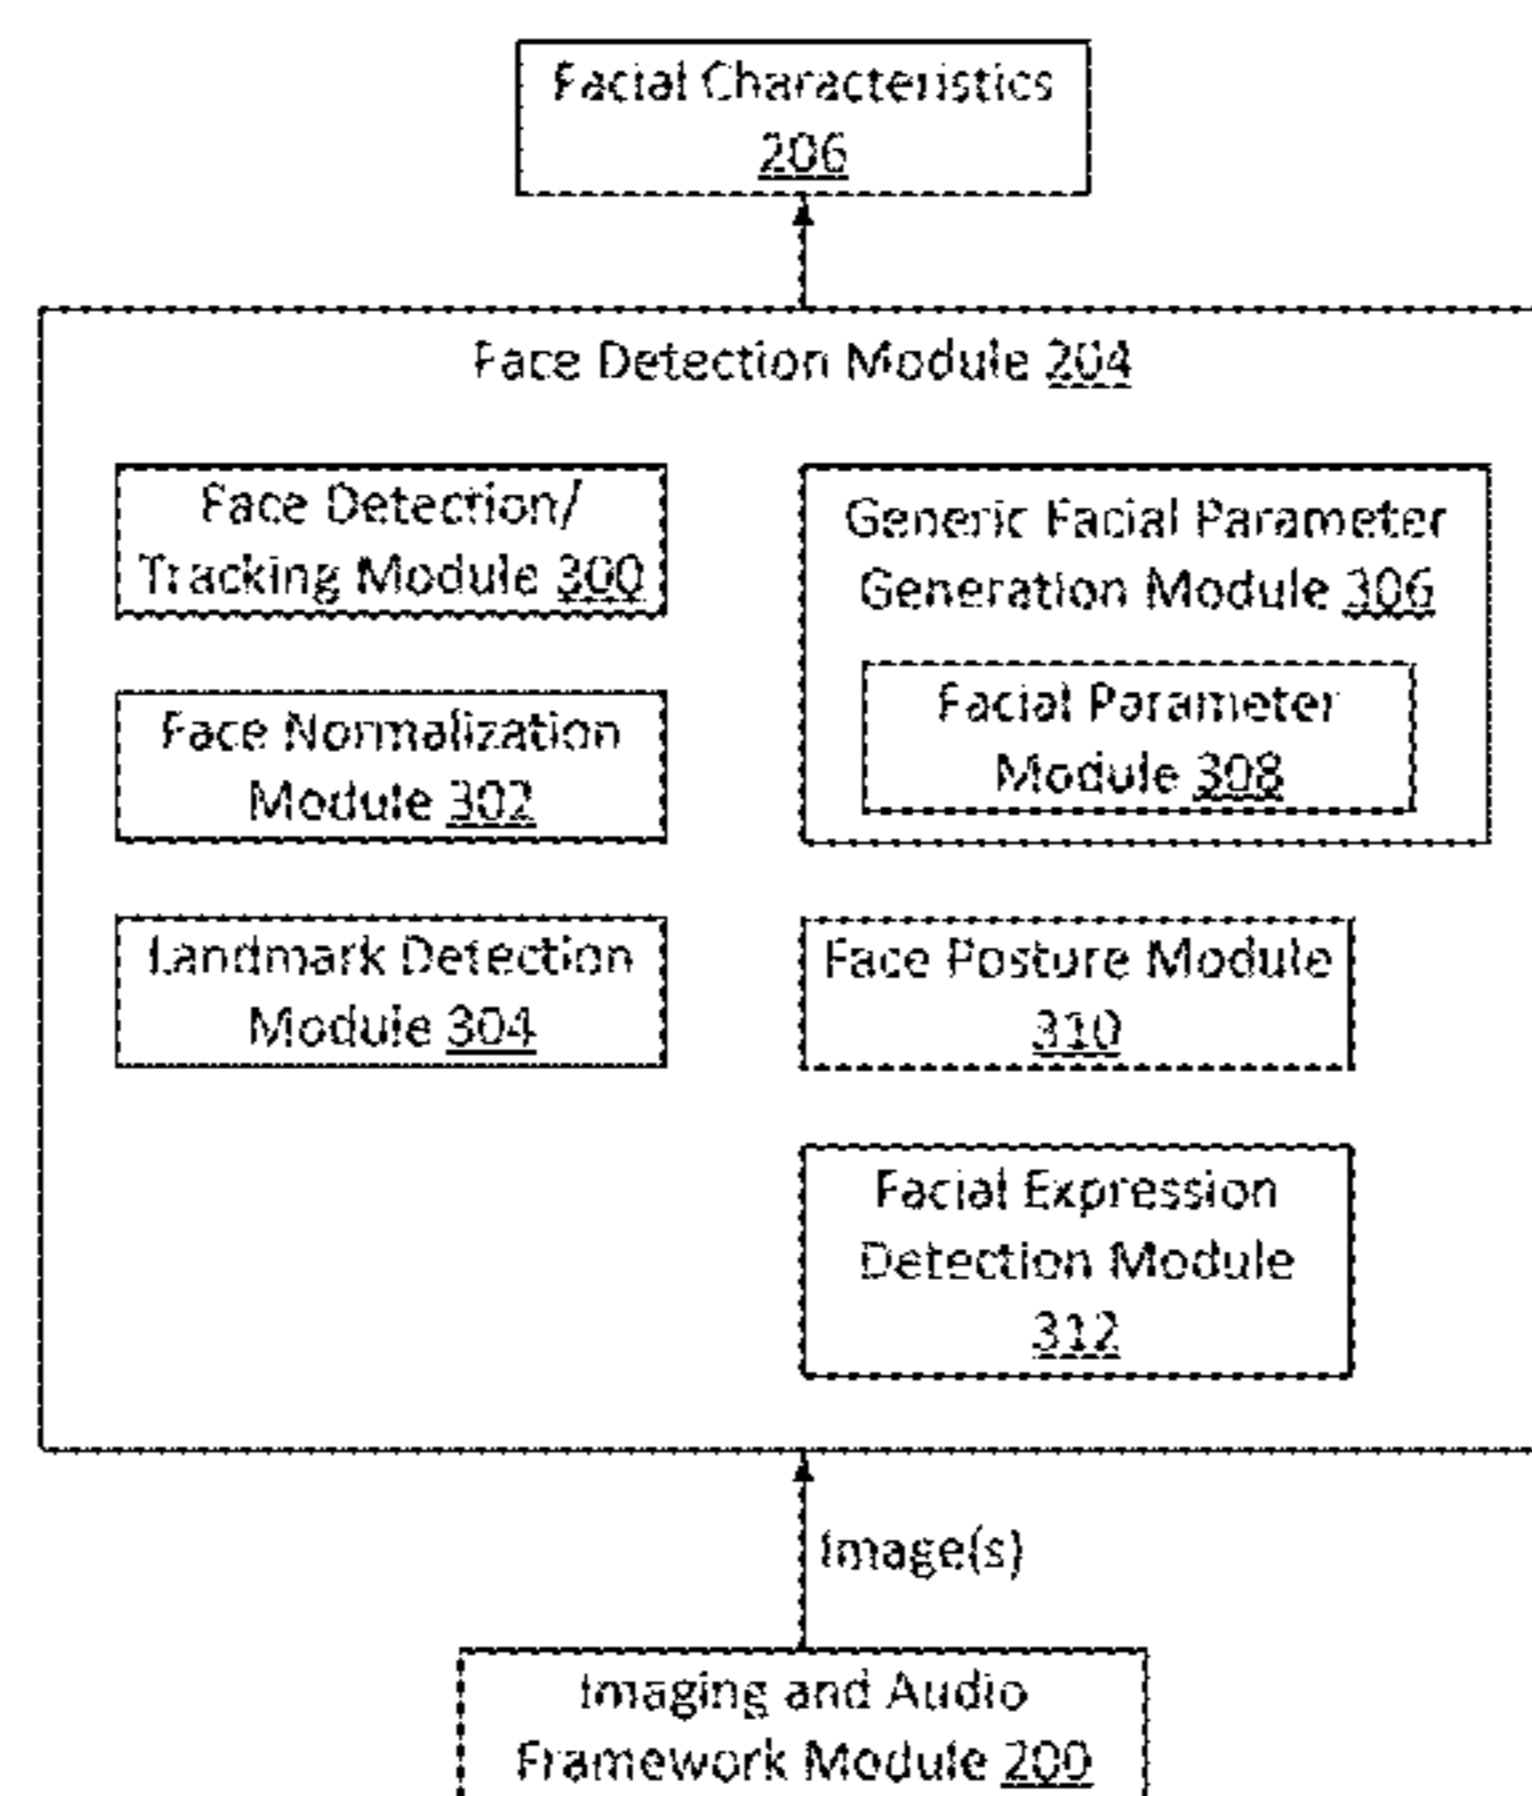 Facial Characteristics
206
Face Detection Module 204
Face Detection/
Tracking Module 300
Face Normalization
Module 302
Landmark Detection
Module 304
Generic Facial Parameter
Generation Module 306
Facial Parameter
Module 308
Face Posture Module
310
Facial Expression
Detection Module
312
Image(s)
Imaging and Audio
Framework Module 200